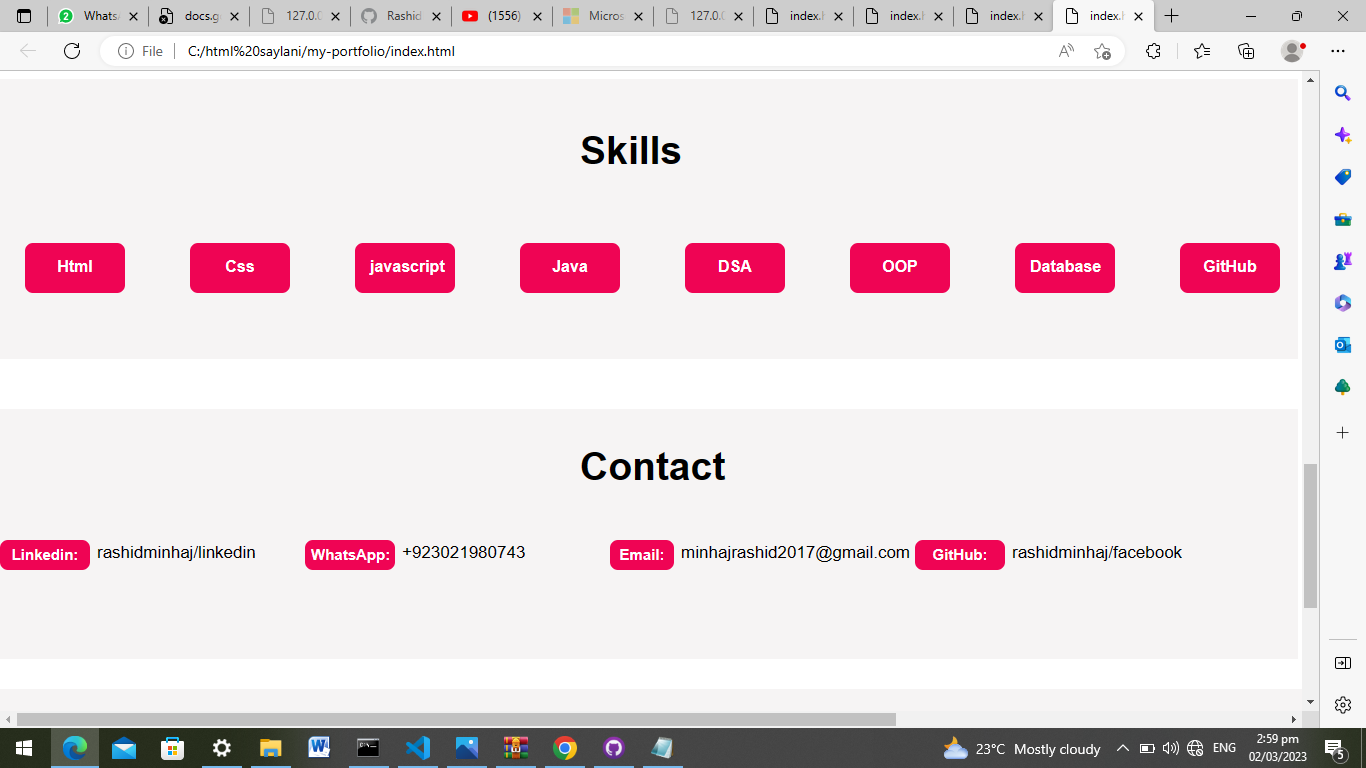 Whats docs.g 127.0.0 Rashid (1556) Micros 127.0.0 index.h index.h index.h index.h
File C:/html%20saylani/my-portfolio/index.html
Skills
Html Css javascript Java DSA OOP Database GitHub
Contact
Linkedin: rashidminhaj/linkedin WhatsApp: +923021980743 Email: minhajrashid2017@gmail.com GitHub: rashidminhaj/facebook
23°C Mostly cloudy ENG 2:59 pm
02/03/2023 5